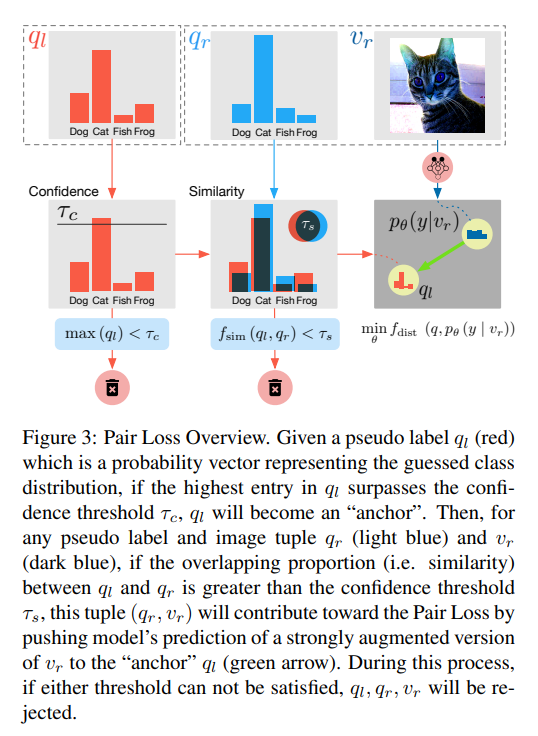 q_l
q_r
v_r
Dog Cat Fish Frog
Dog Cat Fish Frog
Confidence
Similarity
τ_c
τ_s
p_θ(y|v_r)
q_l
Dog Cat Fish Frog
Dog Cat Fish Frog
max (q_l) < τ_c
f_sim (q_l, q_r) < τ_s
min_θ f_dist (q, p_θ (y | v_r))
Figure 3: Pair Loss Overview. Given a pseudo label q_l (red)
which is a probability vector representing the guessed class
distribution, if the highest entry in q_l surpasses the confi-
dence threshold τ_c, q_l will become an “anchor”. Then, for
any pseudo label and image tuple q_r (light blue) and v_r
(dark blue), if the overlapping proportion (i.e. similarity)
between q_l and q_r is greater than the confidence threshold
τ_s, this tuple (q_r, v_r) will contribute toward the Pair Loss by
pushing model’s prediction of a strongly augmented version
of v_r to the “anchor” q_l (green arrow). During this process,
if either threshold can not be satisfied, q_l, q_r, v_r will be re-
jected.